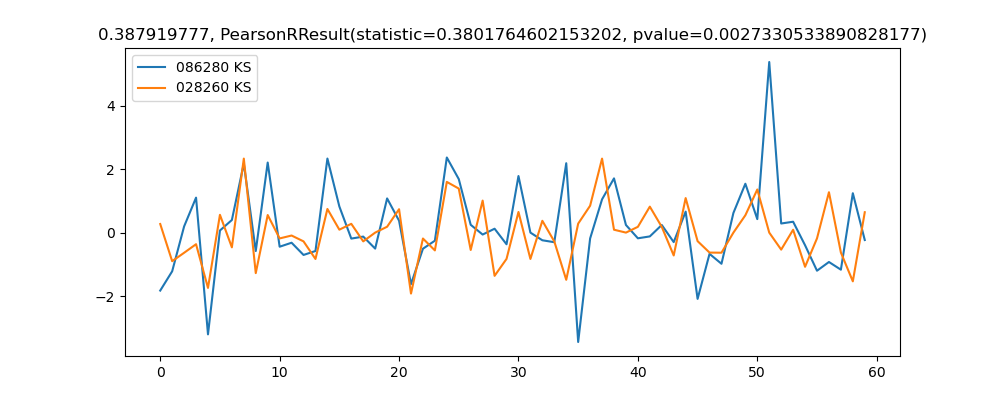 0.387919777, PearsonRResult(statistic=0.3801764602153202, pvalue=0.0027330533890828177)
086280 KS
028260 KS
4
2
0
−2
0 10 20 30 40 50 60